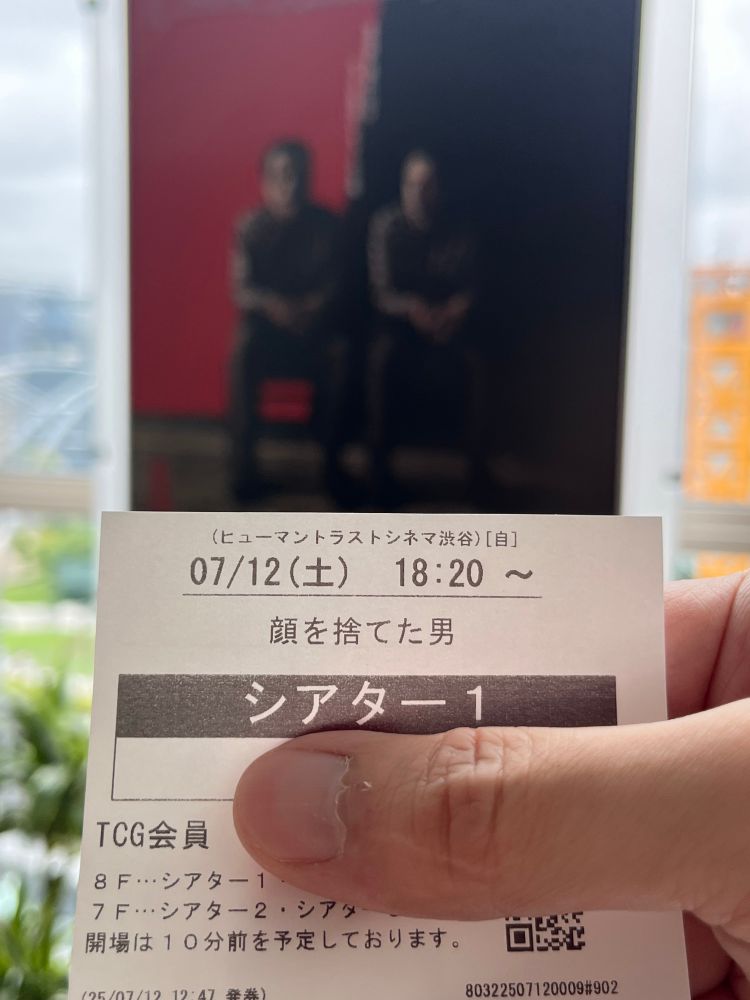 (ヒューマントラストシネマ渋谷)[自]
07/12(土) 18:20 ～
顔を捨てた男
シアター1
TCG会員
8F…シアター1
7F…シアター2・シアター
開場は10分前を予定しております。
(25/07/12 12:47 発券) 80322507120009#902